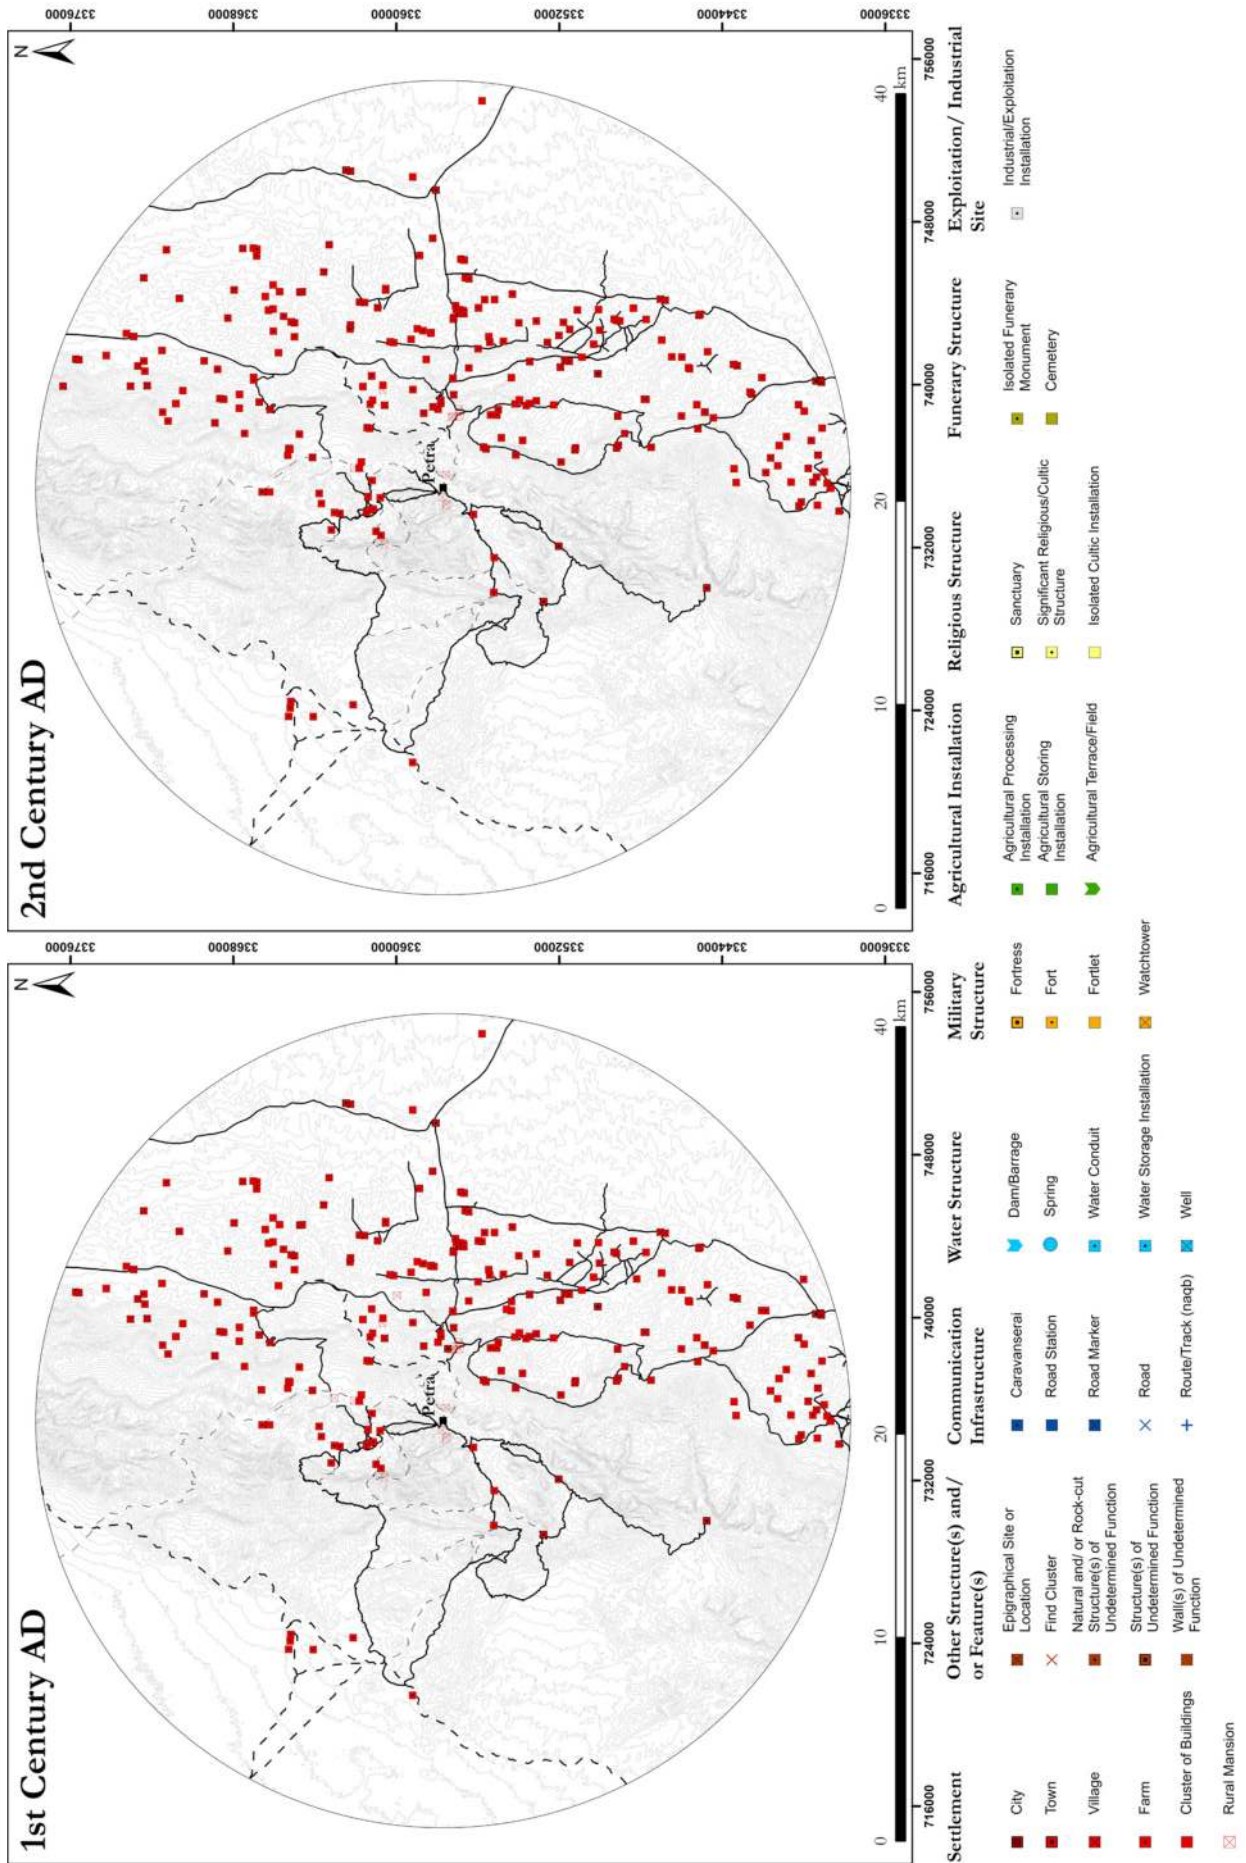 1st Century AD
N
3376000
3368000
3360000
3352000
3344000
3336000
Petra
716000
724000
732000
740000
748000
756000
0
10
20
40
km
2nd Century AD
N
3376000
3368000
3360000
3352000
3344000
3336000
Petra
716000
724000
732000
740000
748000
756000
0
10
20
40
km
Settlement
City
Town
Village
Farm
Cluster of Buildings
Rural Mansion
Other Structure(s) and/
or Feature(s)
Epigraphical Site or
Location
Find Cluster
Natural and/ or Rock-cut
Structure(s) of
Undetermined Function
Structure(s) of
Undetermined Function
Wall(s) of Undetermined
Function
Communication
Infrastructure
Caravanserai
Road Station
Road Marker
Road
Route/Track (naqb)
Water Structure
Dam/Barrage
Spring
Water Conduit
Water Storage Installation
Well
Military
Structure
Fortress
Fort
Fortlet
Watchtower
Agricultural Installation
Agricultural Processing
Installation
Agricultural Storing
Installation
Agricultural Terrace/Field
Religious Structure
Sanctuary
Significant Religious/Cultic
Structure
Isolated Cultic Installation
Funerary Structure
Isolated Funerary
Monument
Cemetery
Exploitation/ Industrial
Site
Industrial/Exploitation
Installation